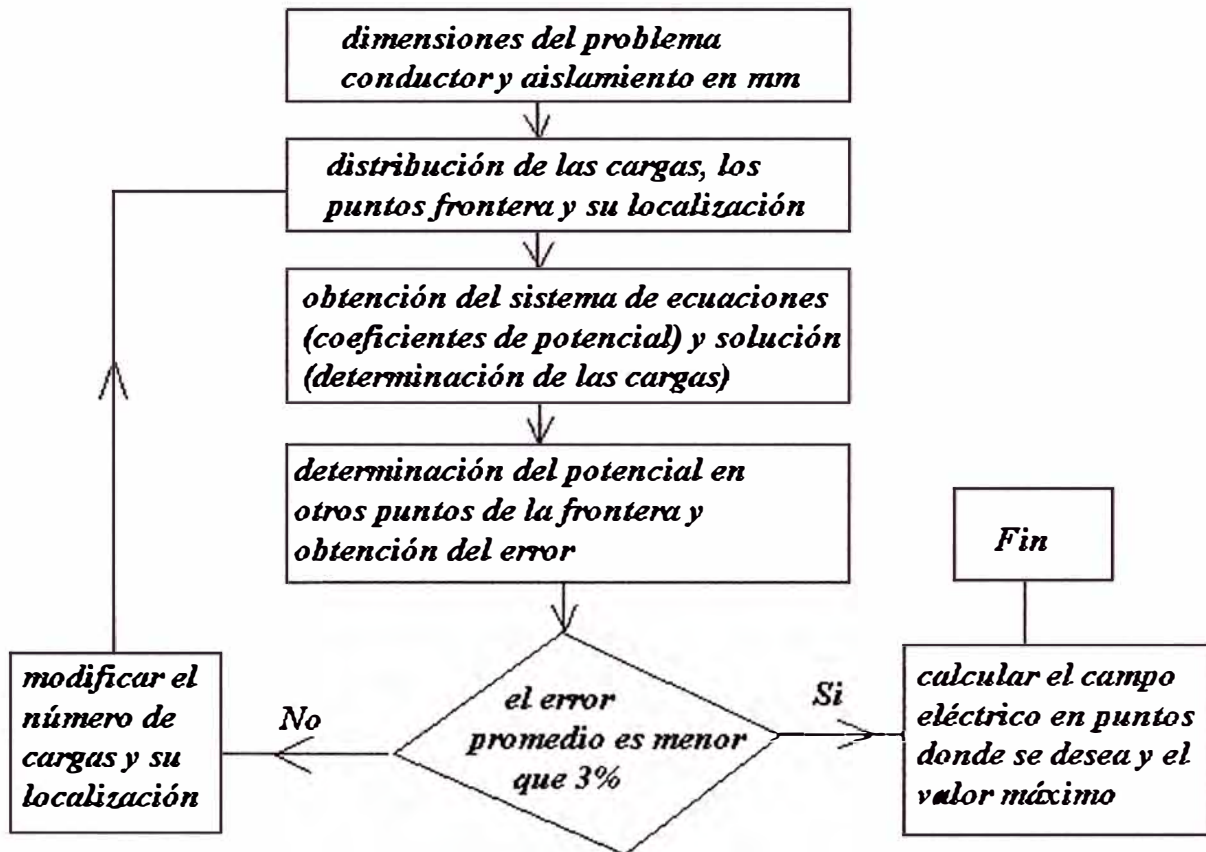 dimensiones del problema
conductor y aislamiento en mm
distribución de las cargas, los
puntos frontera y su localización
obtención del sistema de ecuaciones
(coeficientes de potencial) y solución
(determinación de las cargas)
determinación del potencial en
otros puntos de la frontera y
obtención del error
el error
promedio es menor
que 3%
No
modificar el
número de
cargas y su
localización
Si
calcular el campo
eléctrico en puntos
donde se desea y el
valor máximo
Fin